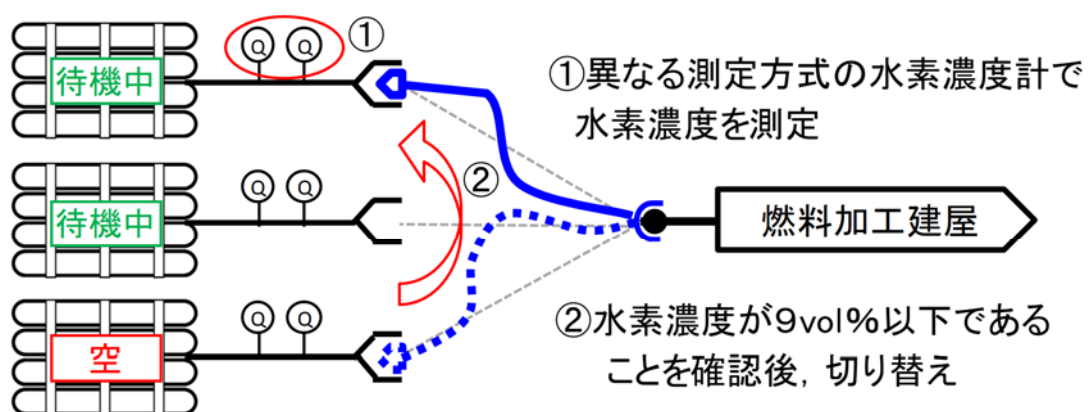 待機中
Q Q
①
①異なる測定方式の水素濃度計で
水素濃度を測定
待機中
Q Q
②
燃料加工建屋
空
Q Q
②水素濃度が9vol%以下である
ことを確認後，切り替え